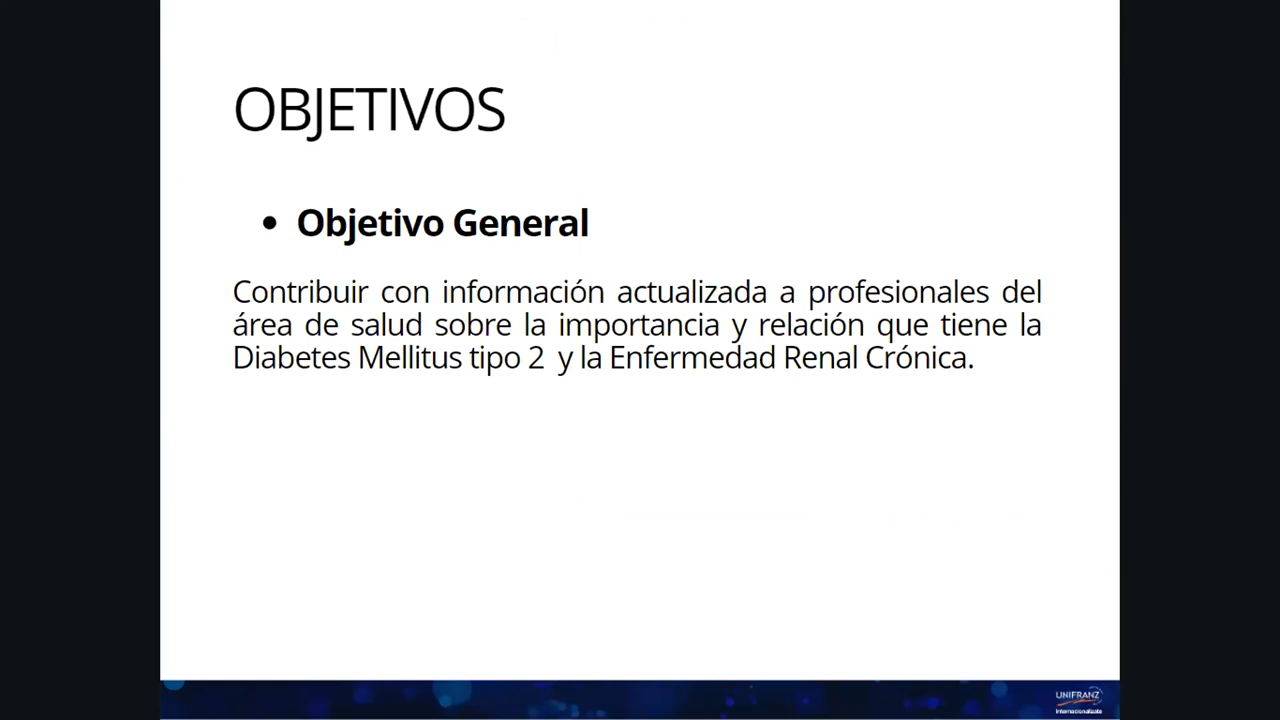 OBJETIVOS
• Objetivo General
Contribuir con información actualizada a profesionales del
área de salud sobre la importancia y relación que tiene la
Diabetes Mellitus tipo 2 y la Enfermedad Renal Crónica.
UNIFRANZ
Internacionalízate